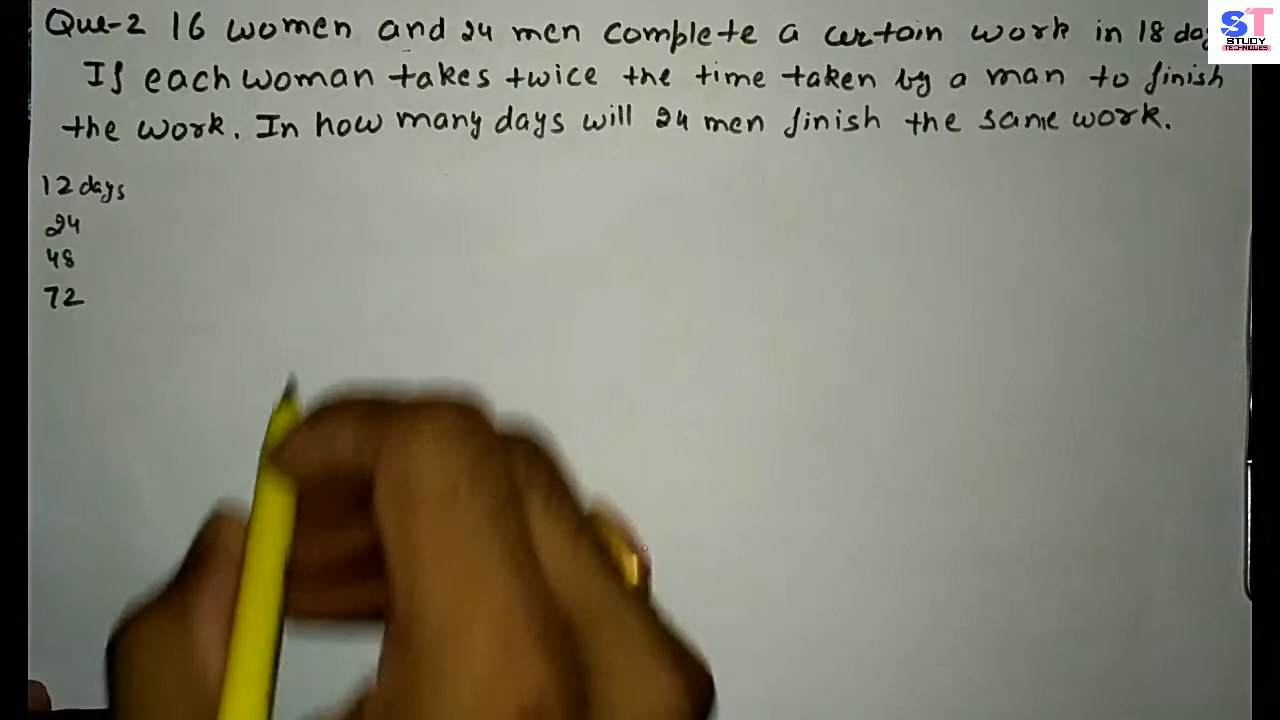 Que-2 16 women and 24 men complete a certain work in 18
If each woman takes twice the time taken by a man to finish
the work. In how many days will 24 men finish the same work.
12 days
24
48
72
ST
STUDY
TECHNIQUES